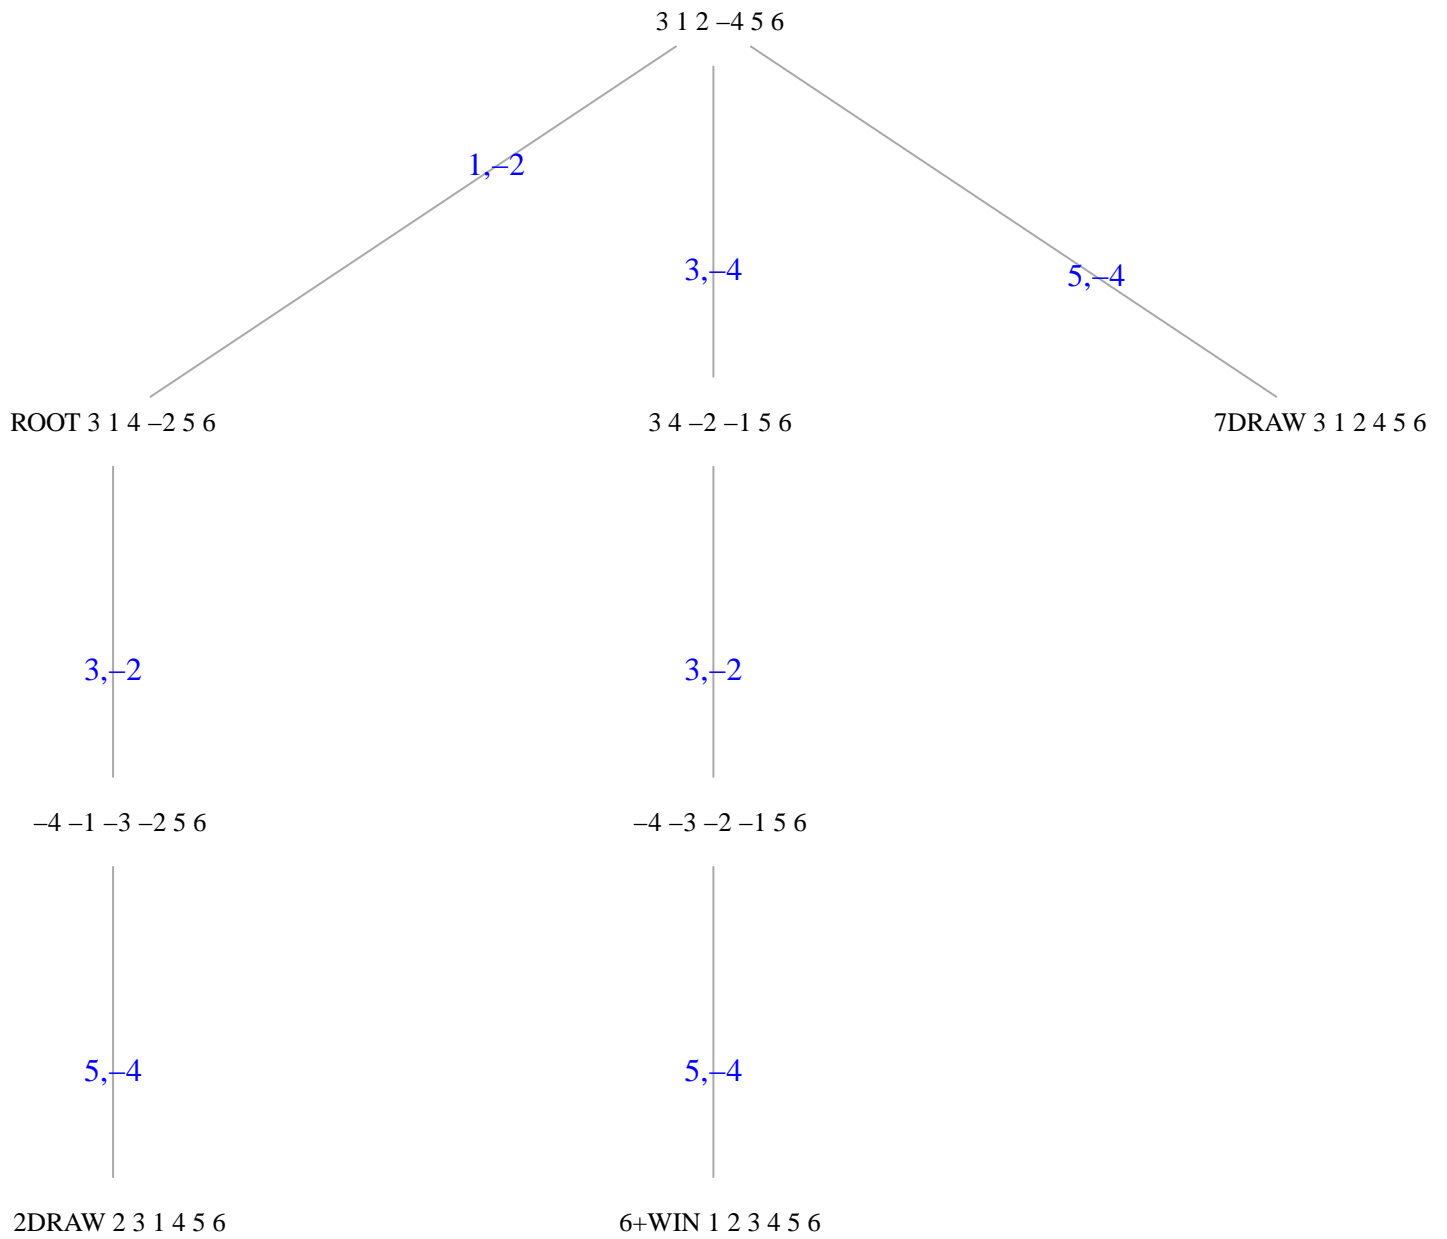 3 1 2 –4 5 6
1,–2
3,–4
5,–4
ROOT 3 1 4 –2 5 6
3 4 –2 –1 5 6
7DRAW 3 1 2 4 5 6
3,–2
3,–2
–4 –1 –3 –2 5 6
–4 –3 –2 –1 5 6
5,–4
5,–4
2DRAW 2 3 1 4 5 6
6+WIN 1 2 3 4 5 6